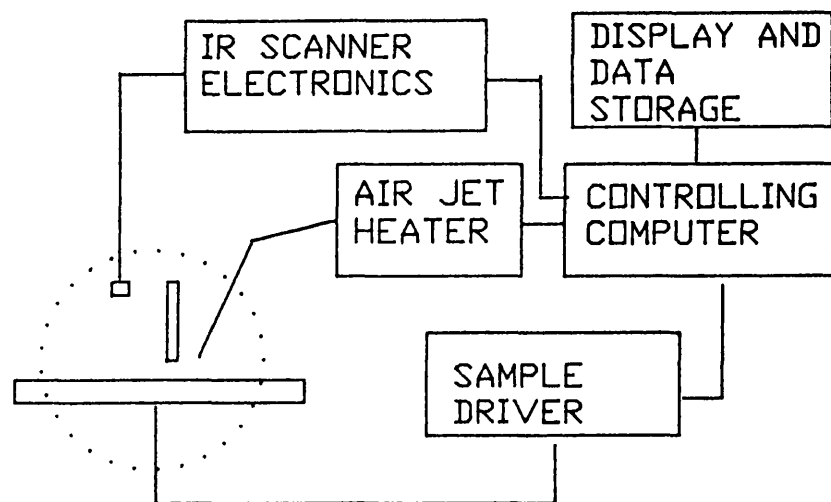 IR SCANNER
ELECTRONICS
DISPLAY AND
DATA
STORAGE
AIR JET
HEATER
CONTROLLING
COMPUTER
SAMPLE
DRIVER